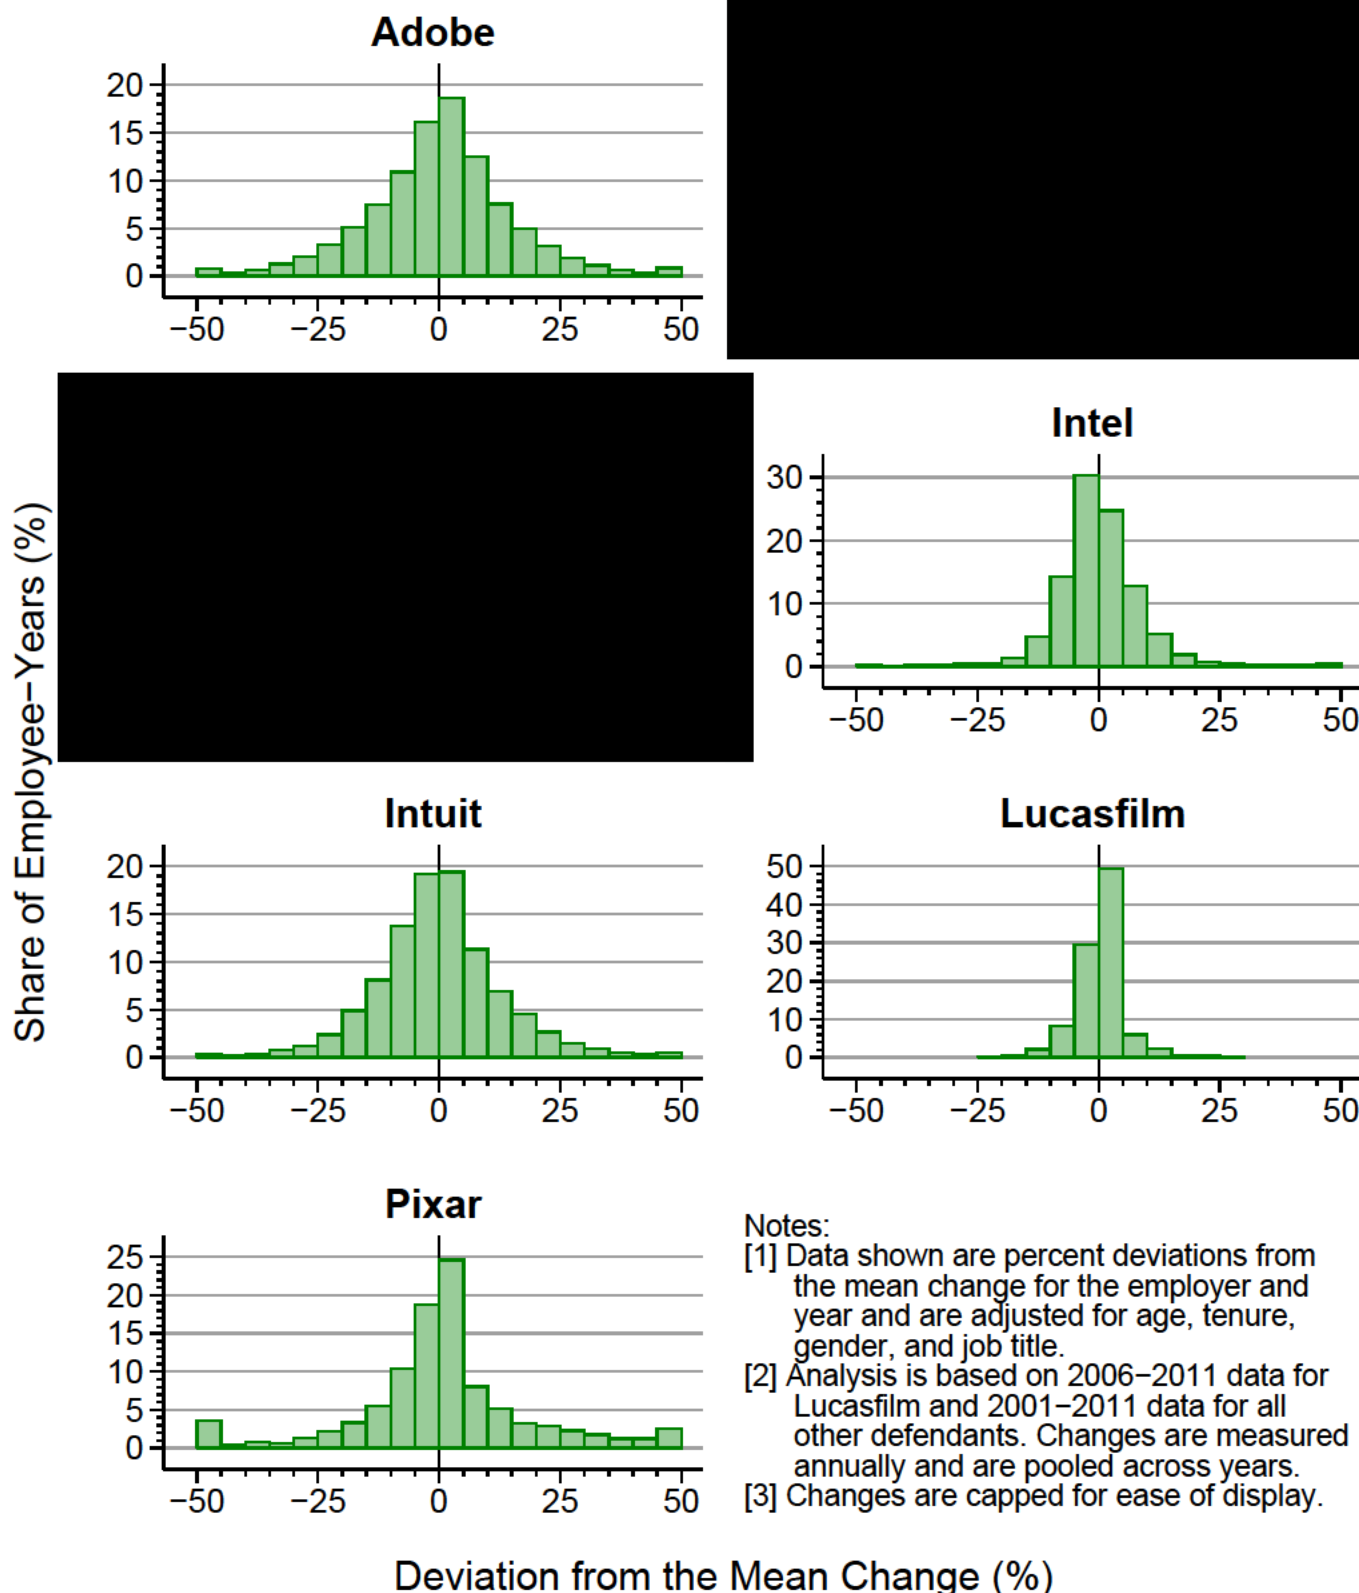 Adobe
20
15
10
5
0
−50 −25 0 25 50
Intel
30
20
10
0
−50 −25 0 25 50
Share of Employee−Years (%)
Intuit
20
15
10
5
0
−50 −25 0 25 50
Lucasfilm
50
40
30
20
10
0
−50 −25 0 25 50
Pixar
25
20
15
10
5
0
−50 −25 0 25 50
Notes:
[1] Data shown are percent deviations from
the mean change for the employer and
year and are adjusted for age, tenure,
gender, and job title.
[2] Analysis is based on 2006−2011 data for
Lucasfilm and 2001−2011 data for all
other defendants. Changes are measured
annually and are pooled across years.
[3] Changes are capped for ease of display.
Deviation from the Mean Change (%)